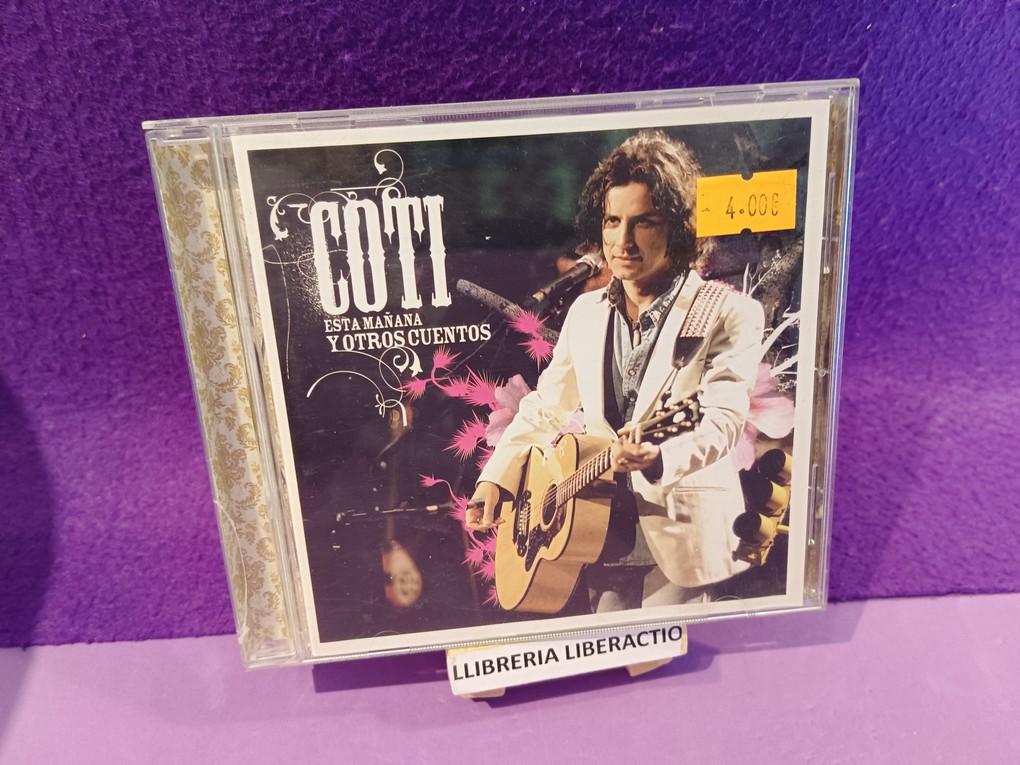 COTI
ESTA MAÑANA
Y OTROS CUENTOS
4.00€
LLIBRERIA LIBERACTIO